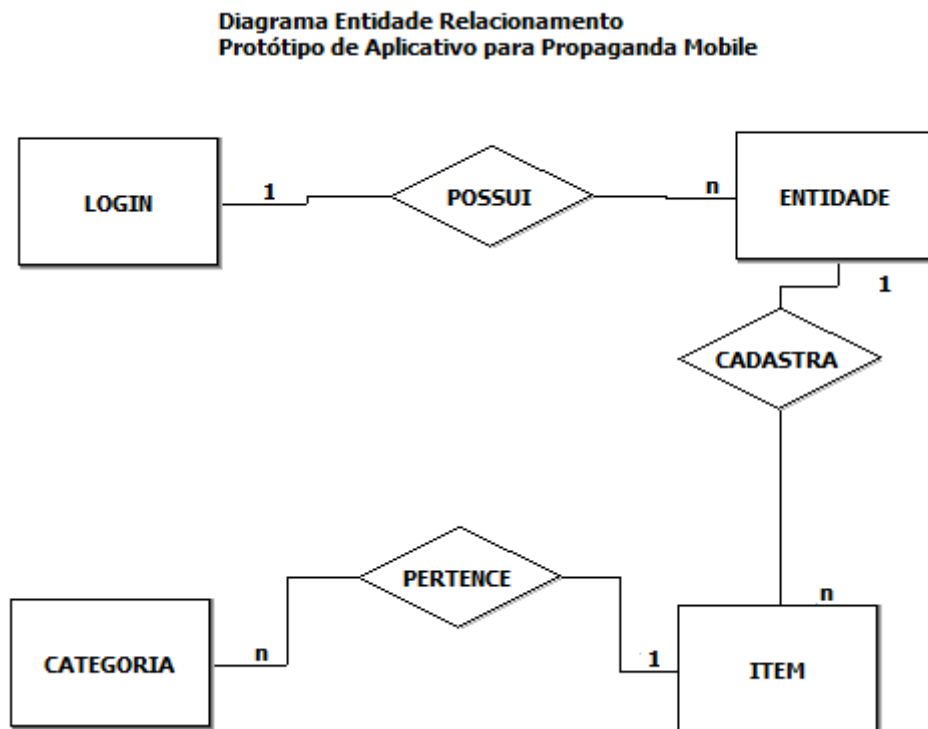 Diagrama Entidade Relacionamento
Protótipo de Aplicativo para Propaganda Mobile
LOGIN 1 POSSUI n ENTIDADE
1
CADASTRA
PERTENCE
n
CATEGORIA n 1 ITEM